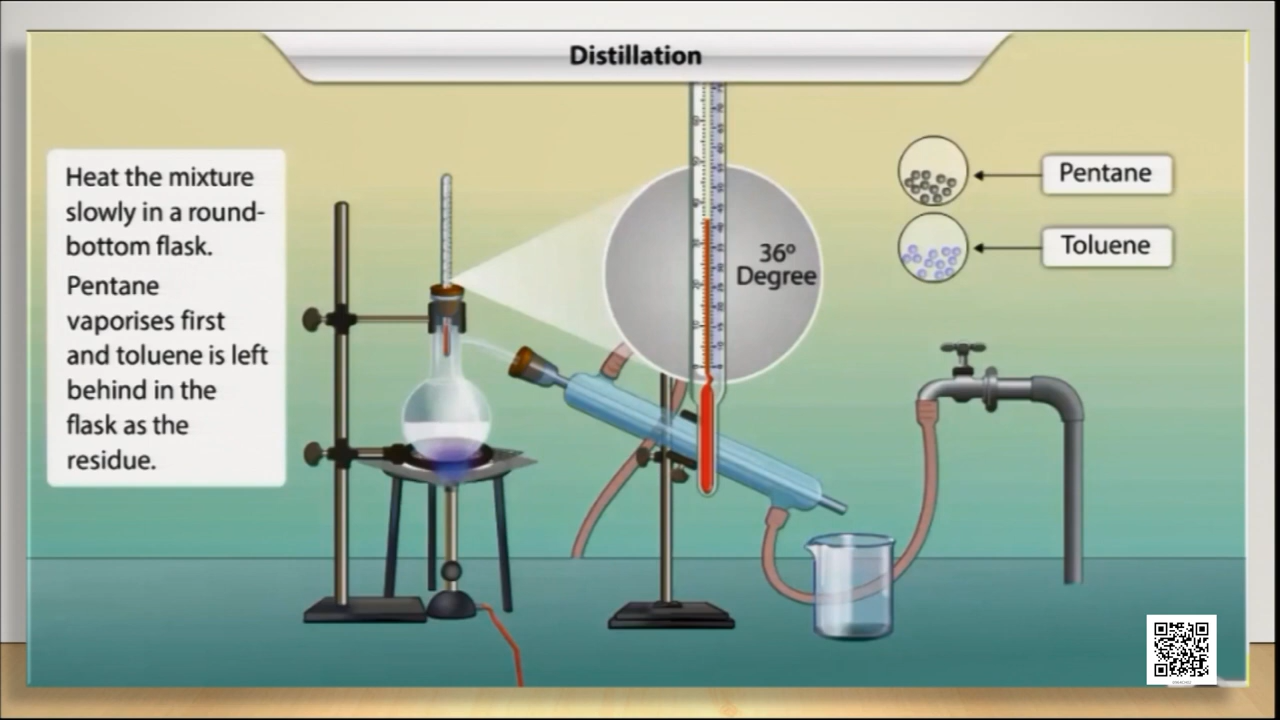 Distillation
Heat the mixture
slowly in a round-
bottom flask.
Pentane
vaporises first
and toluene is left
behind in the
flask as the
residue.
36º
Degree
Pentane
Toluene